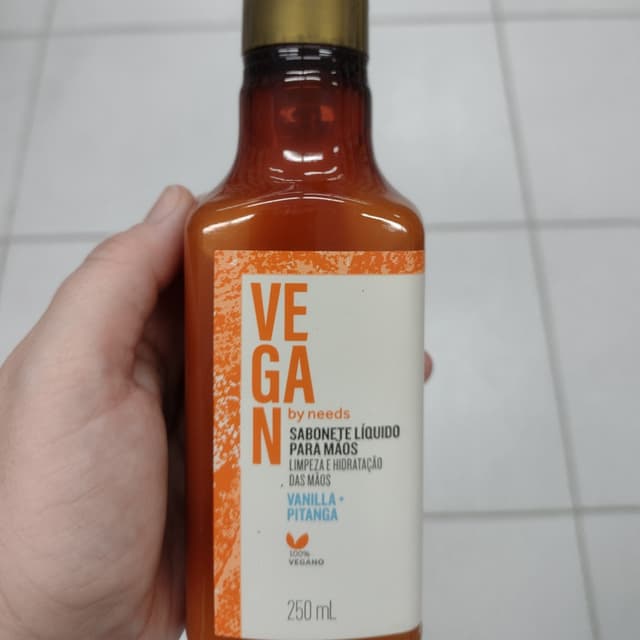 VE
GA
N
by needs
SABONETE LÍQUIDO
PARA MÃOS
LIMPEZA E HIDRATAÇÃO
DAS MÃOS
VANILLA +
PITANGA
100%
VEGANO
250 mL